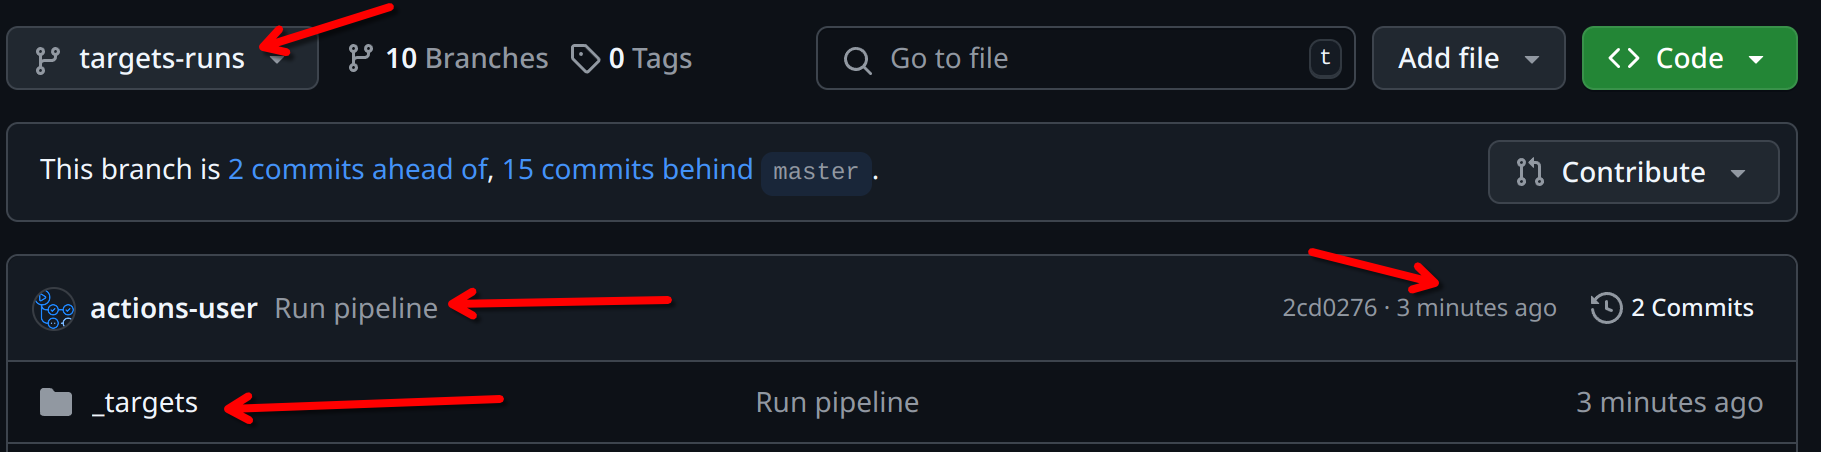 targets-runs 10 Branches 0 Tags Go to file t Add file Code
This branch is 2 commits ahead of, 15 commits behind master.
Contribute
actions-user Run pipeline 2cd0276 · 3 minutes ago 2 Commits
_targets Run pipeline 3 minutes ago